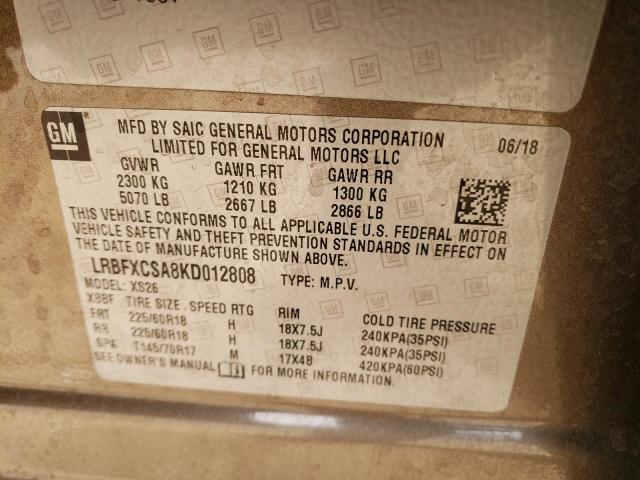 GM ®
MFD BY SAIC GENERAL MOTORS CORPORATION 06/18
LIMITED FOR GENERAL MOTORS LLC
GVWR GAWR FRT GAWR RR
2300 KG 1210 KG 1300 KG
5070 LB 2667 LB 2866 LB
THIS VEHICLE CONFORMS TO ALL APPLICABLE U.S. FEDERAL MOTOR
VEHICLE SAFETY AND THEFT PREVENTION STANDARDS IN EFFECT ON
THE DATE OF MANUFACTURE SHOWN ABOVE.
LRBFXCSA8KD012808 TYPE: M.P.V.
MODEL: XS26
XBBF TIRE SIZE SPEED RTG RIM COLD TIRE PRESSURE
FRT 225/60R18 H 18X7.5J 240KPA(35PSI)
RR 225/60R18 H 18X7.5J 240KPA(35PSI)
SPA T145/70R17 M 17X4B 420KPA(60PSI)
SEE OWNER'S MANUAL FOR MORE INFORMATION.